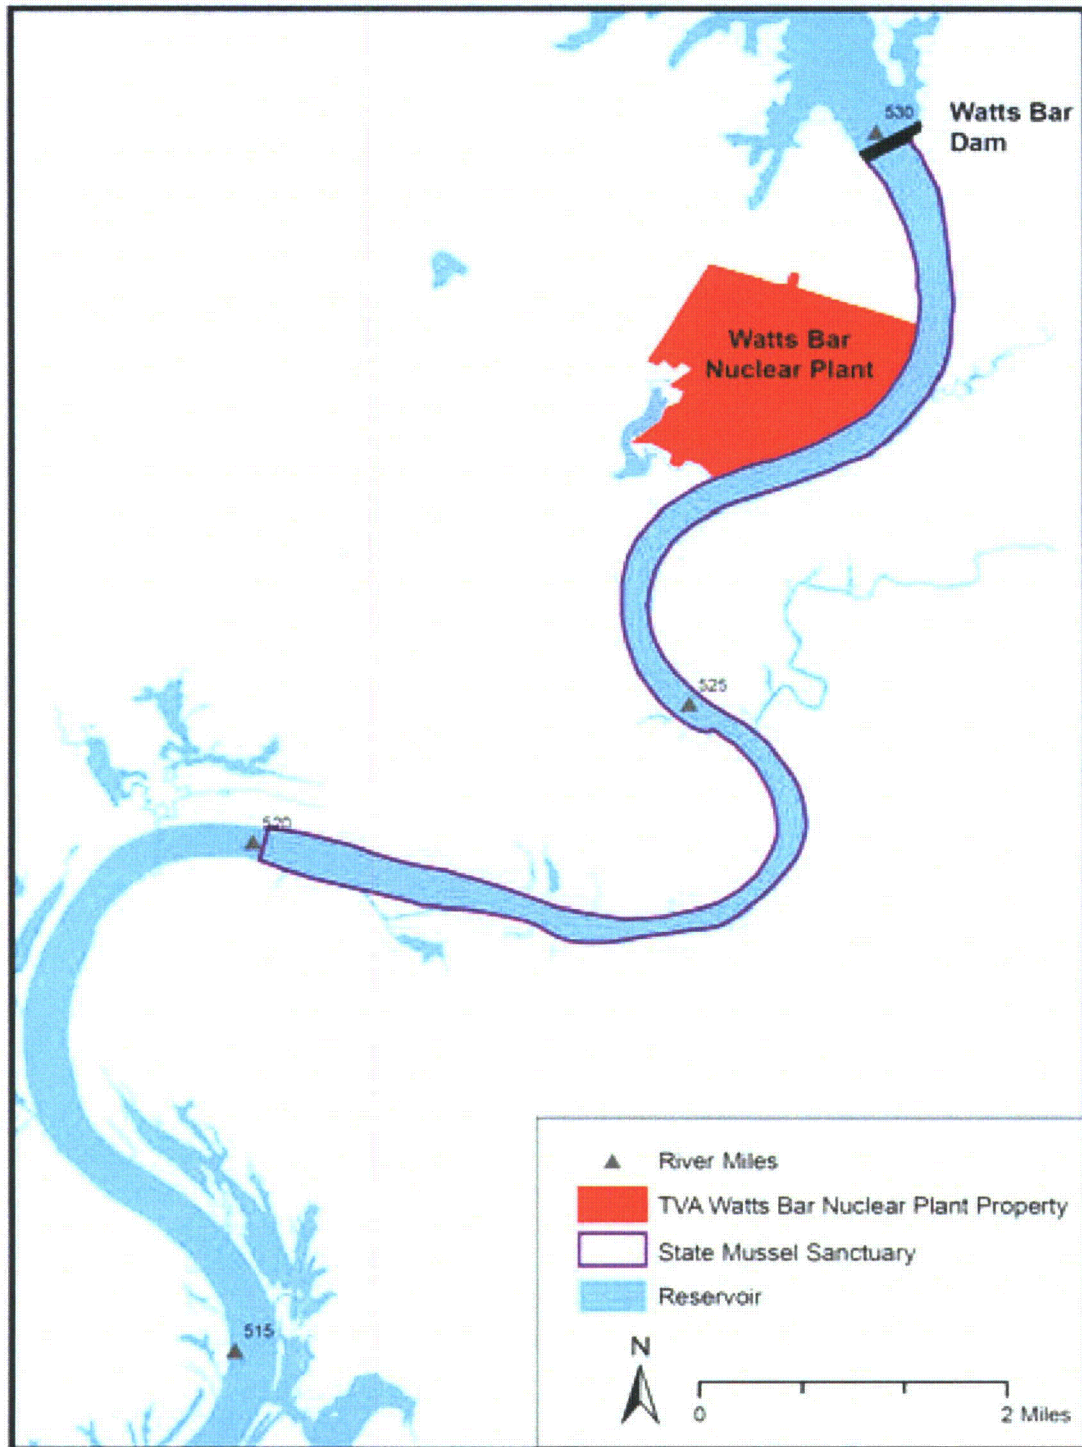 530
Watts Bar
Dam
Watts Bar
Nuclear Plant
525
520
515
River Miles
TVA Watts Bar Nuclear Plant Property
State Mussel Sanctuary
Reservoir
N
0
2 Miles